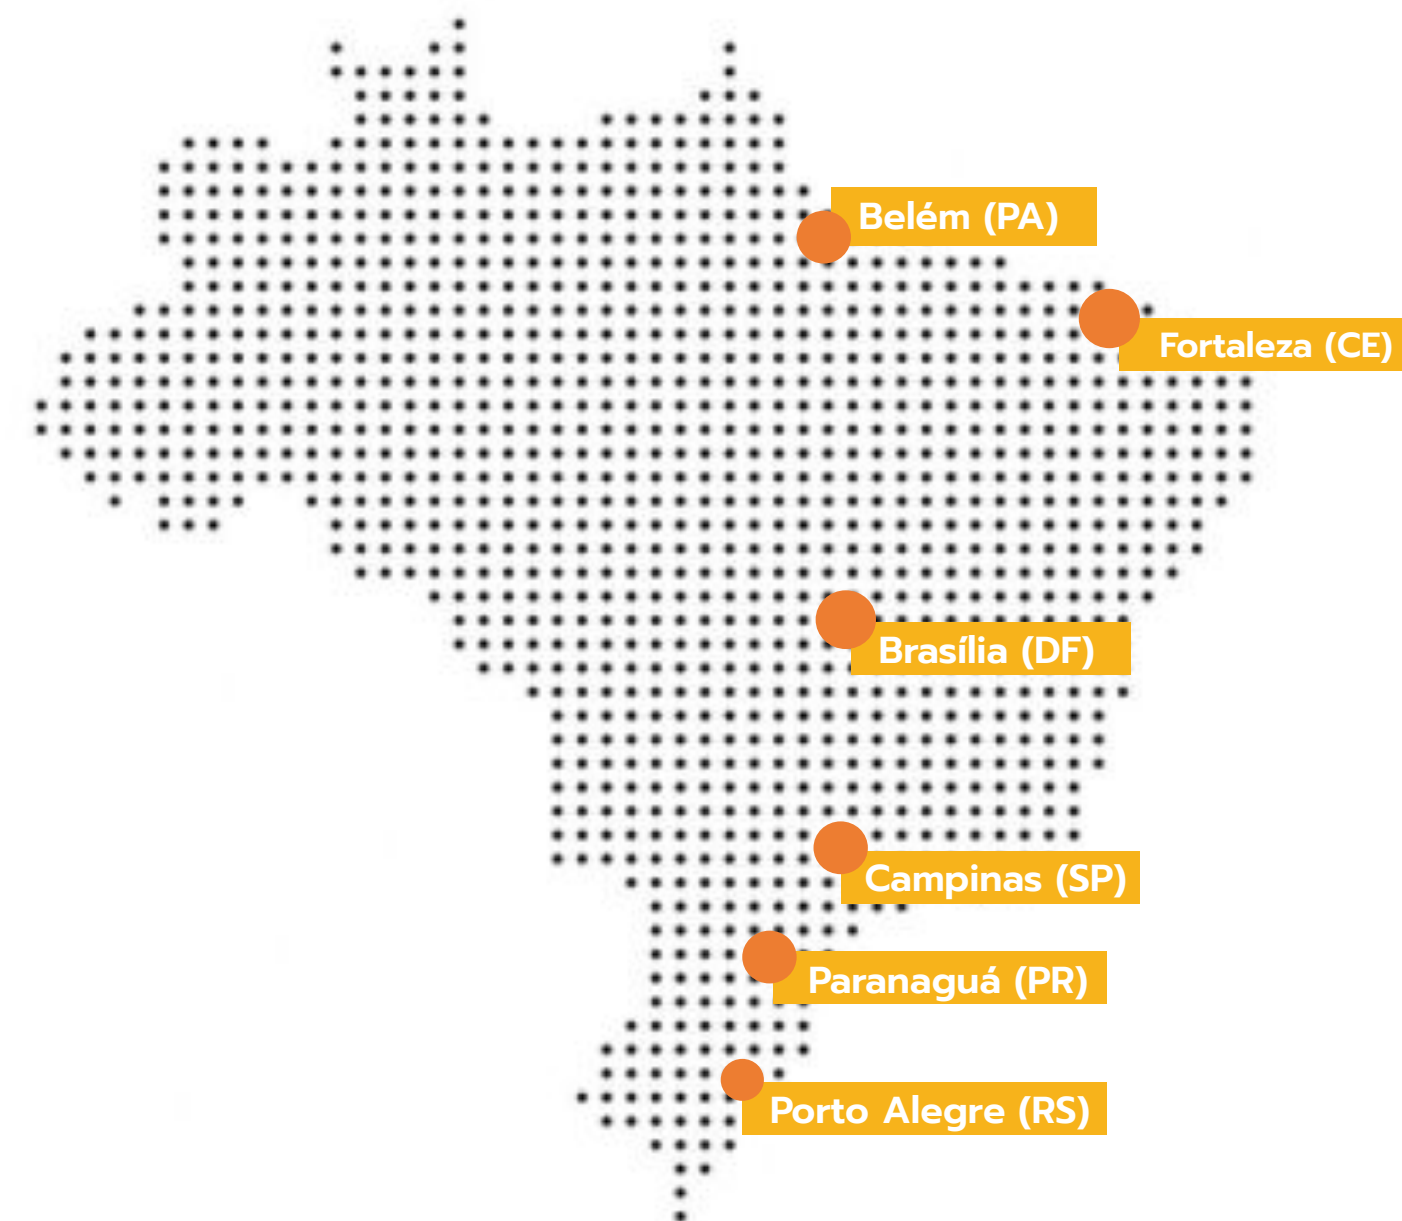 Belém (PA)
Fortaleza (CE)
Brasília (DF)
Campinas (SP)
Paranaguá (PR)
Porto Alegre (RS)